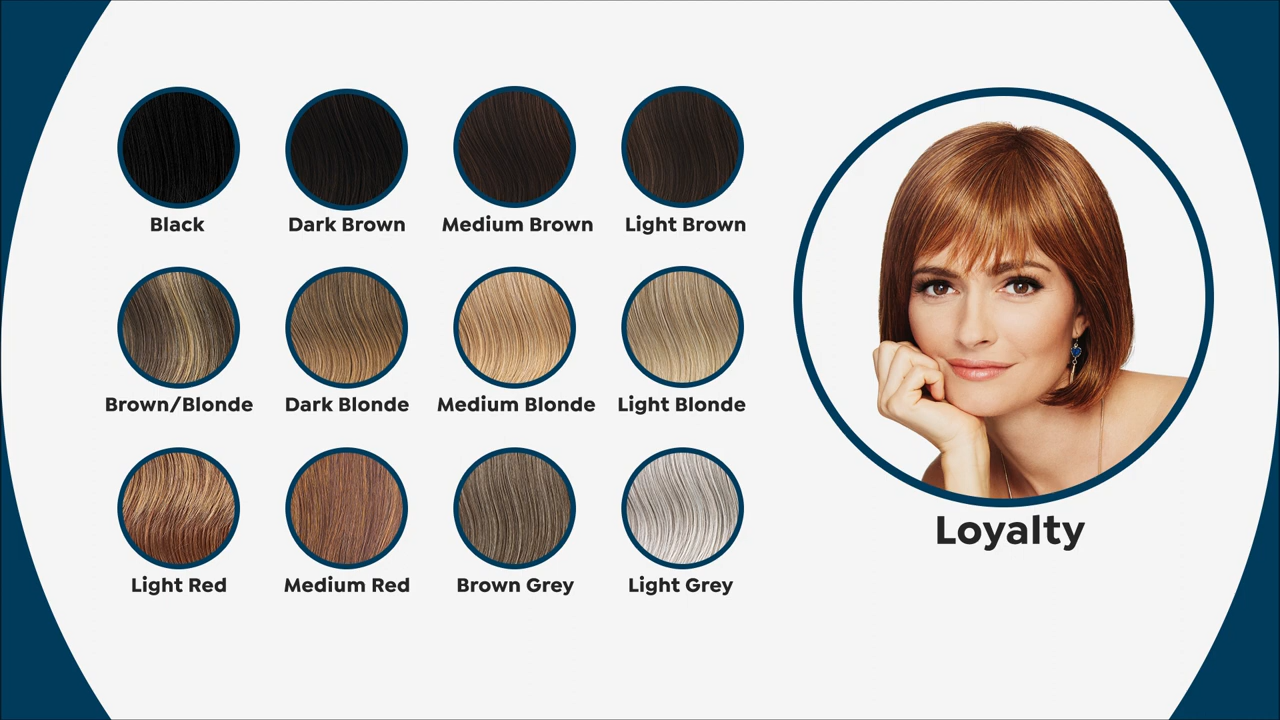 Black
Dark Brown
Medium Brown
Light Brown
Brown/Blonde
Dark Blonde
Medium Blonde
Light Blonde
Light Red
Medium Red
Brown Grey
Light Grey
Loyalty